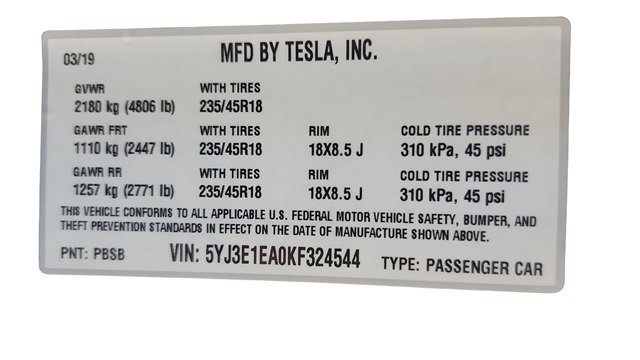 03/19 MFD BY TESLA, INC.
GVWR WITH TIRES
2180 kg (4806 lb) 235/45R18
GAWR FRT WITH TIRES RIM COLD TIRE PRESSURE
1110 kg (2447 lb) 235/45R18 18X8.5 J 310 kPa, 45 psi
GAWR RR WITH TIRES RIM COLD TIRE PRESSURE
1257 kg (2771 lb) 235/45R18 18X8.5 J 310 kPa, 45 psi
THIS VEHICLE CONFORMS TO ALL APPLICABLE U.S. FEDERAL MOTOR VEHICLE SAFETY, BUMPER, AND
THEFT PREVENTION STANDARDS IN EFFECT ON THE DATE OF MANUFACTURE SHOWN ABOVE.
PNT: PBSB VIN: 5YJ3E1EA0KF324544 TYPE: PASSENGER CAR